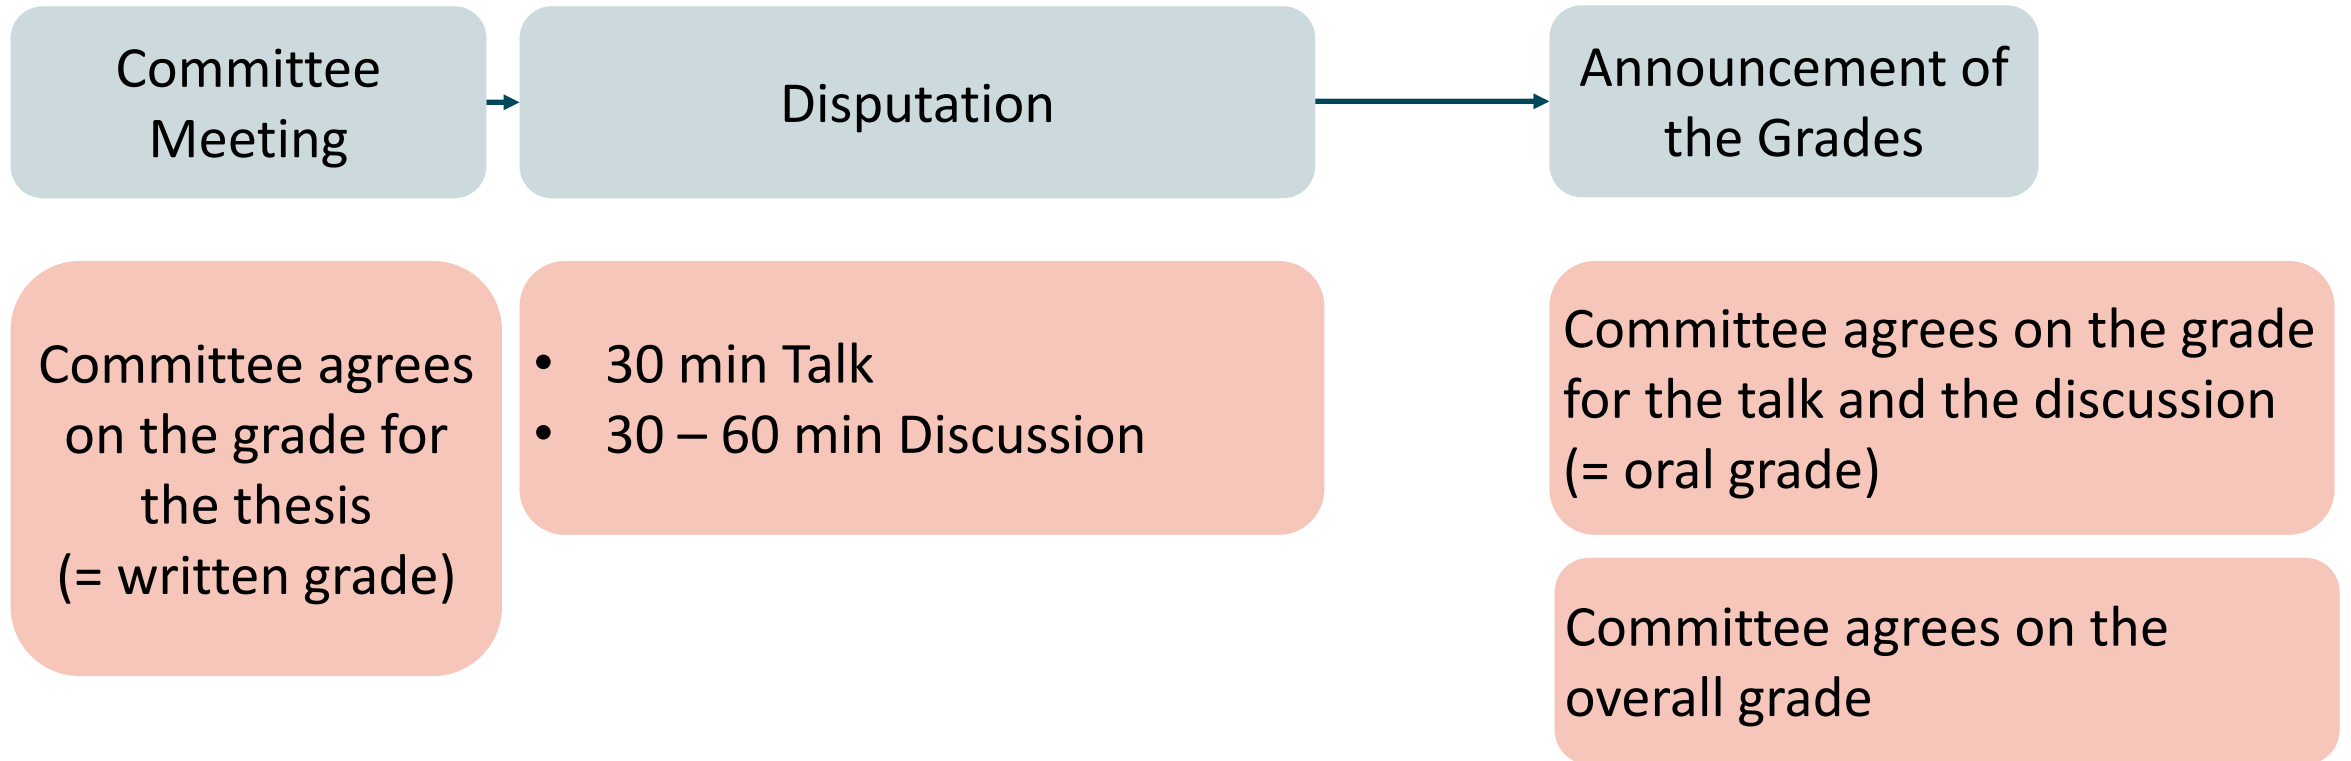 Committee
Meeting
Disputation
Announcement of
the Grades
Committee agrees
on the grade for
the thesis
(= written grade)
• 30 min Talk
• 30 – 60 min Discussion
Committee agrees on the grade
for the talk and the discussion
(= oral grade)
Committee agrees on the
overall grade